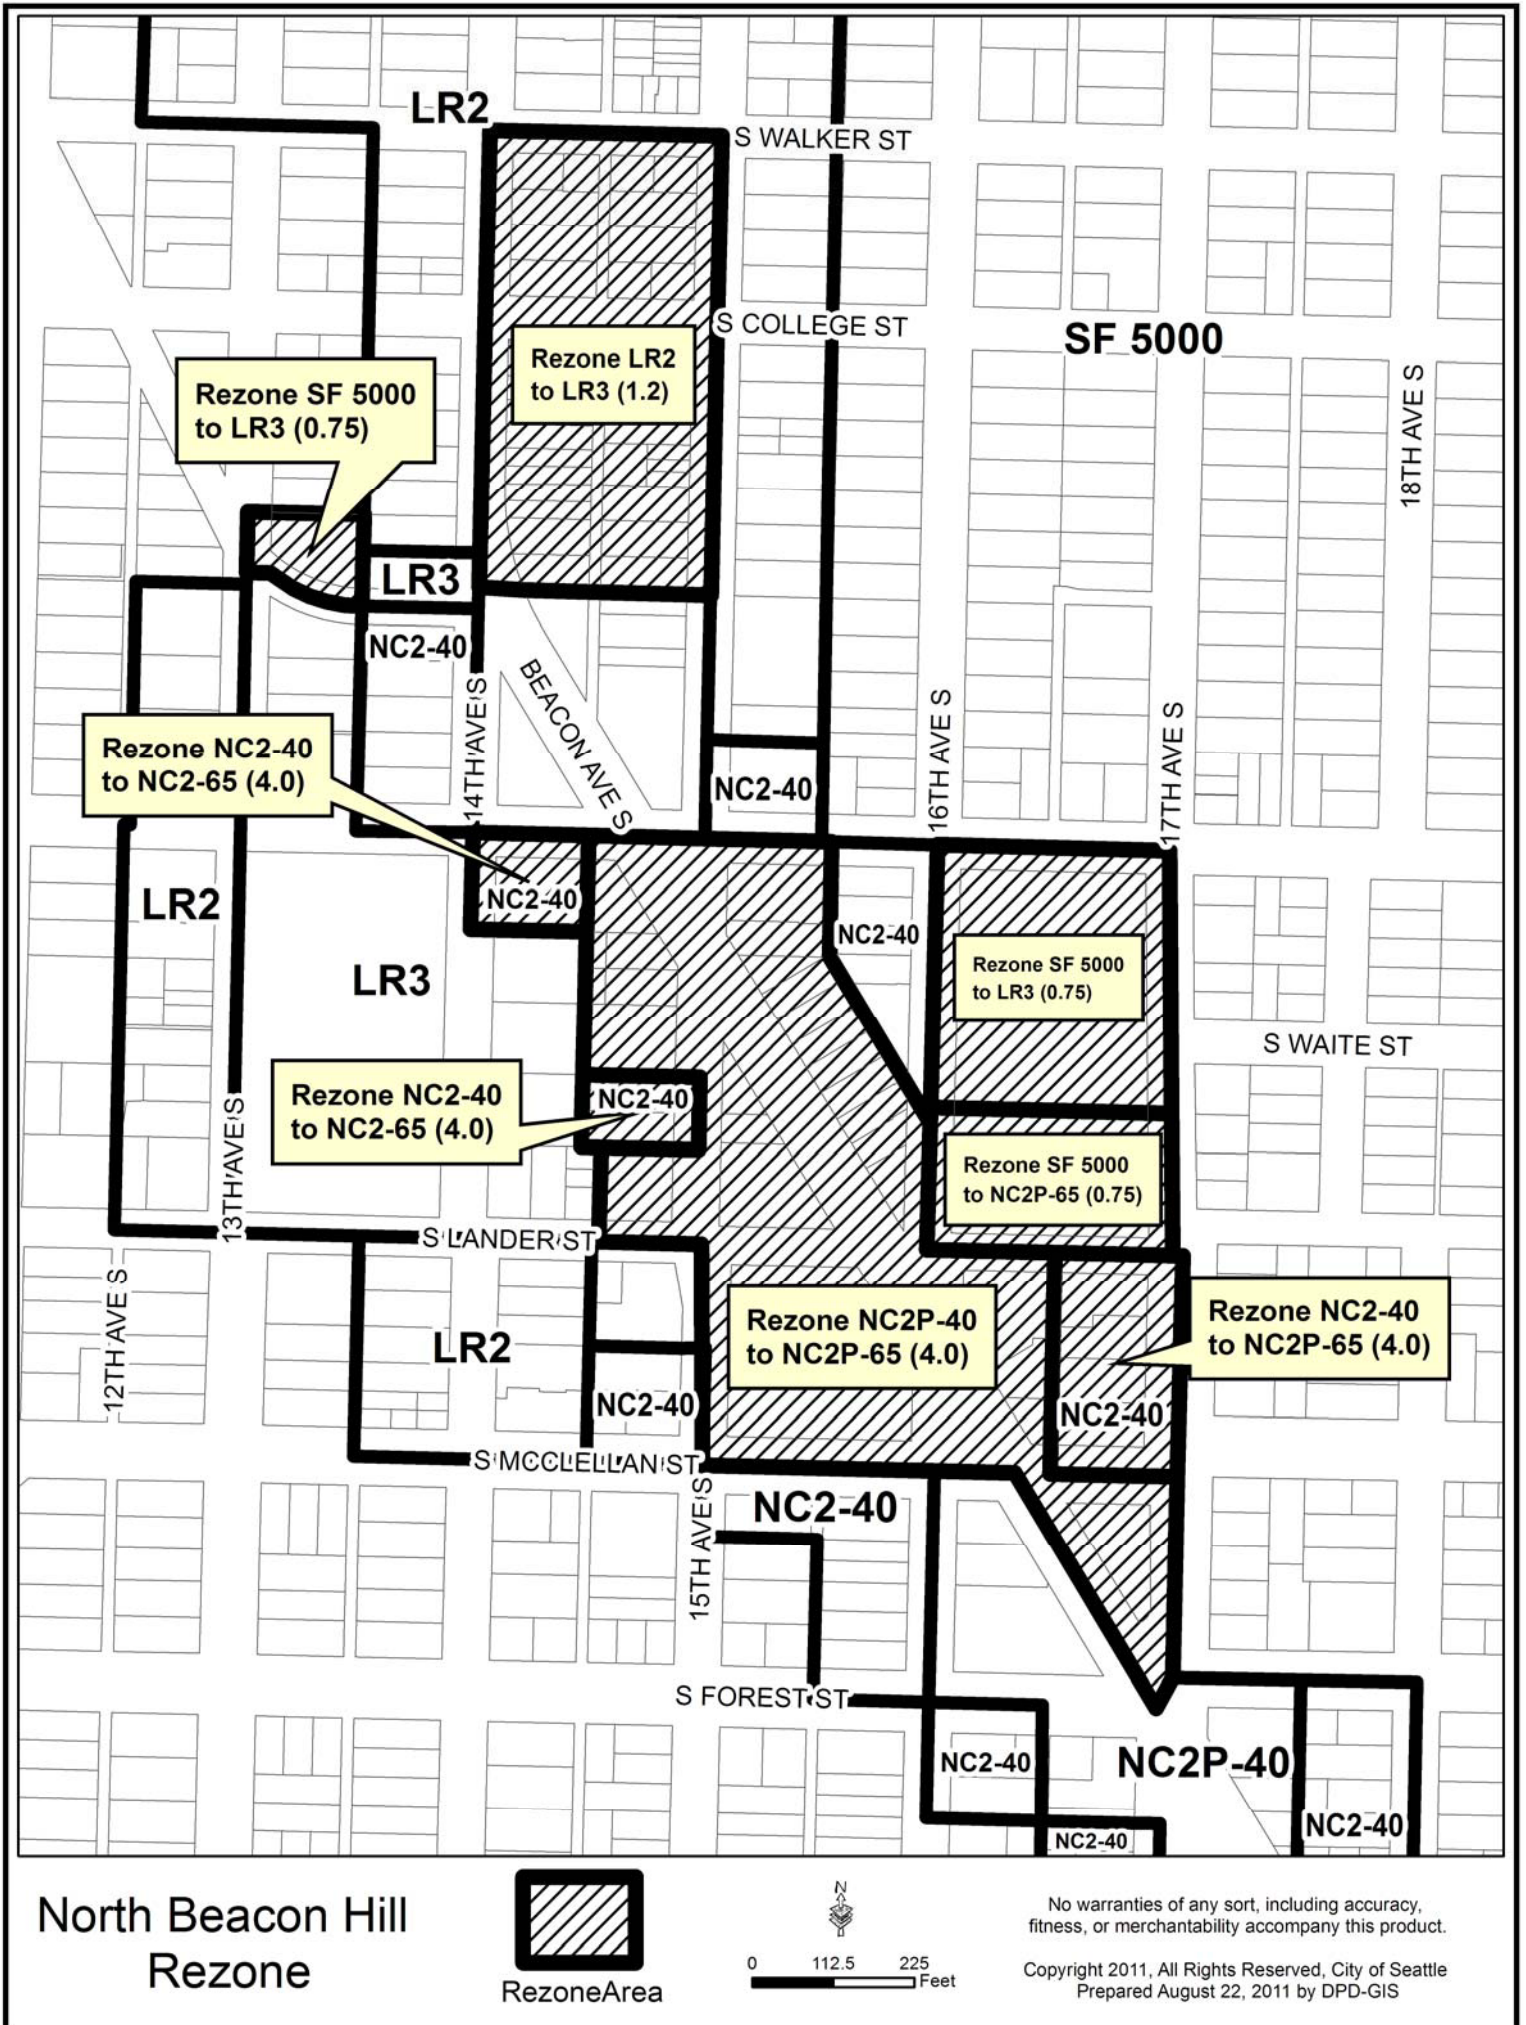 LR2
S WALKER ST
S COLLEGE ST
SF 5000
Rezone LR2
to LR3 (1.2)
Rezone SF 5000
to LR3 (0.75)
18TH AVE S
LR3
NC2-40
BEACON AVE S
14TH AVE S
16TH AVE S
17TH AVE S
Rezone NC2-40
to NC2-65 (4.0)
NC2-40
NC2-40
LR2
NC2-40
Rezone SF 5000
to LR3 (0.75)
LR3
S WAITE ST
Rezone NC2-40
to NC2-65 (4.0)
NC2-40
13TH AVE S
Rezone SF 5000
to NC2P-65 (0.75)
S LANDER ST
12TH AVE S
LR2
Rezone NC2P-40
to NC2P-65 (4.0)
Rezone NC2-40
to NC2P-65 (4.0)
NC2-40
NC2-40
S MCCLELLAN ST
NC2-40
15TH AVE S
S FOREST ST
NC2-40
NC2P-40
NC2-40
NC2-40
North Beacon Hill
Rezone
RezoneArea
N
0 112.5 225
Feet
No warranties of any sort, including accuracy,
fitness, or merchantability accompany this product.
Copyright 2011, All Rights Reserved, City of Seattle
Prepared August 22, 2011 by DPD-GIS